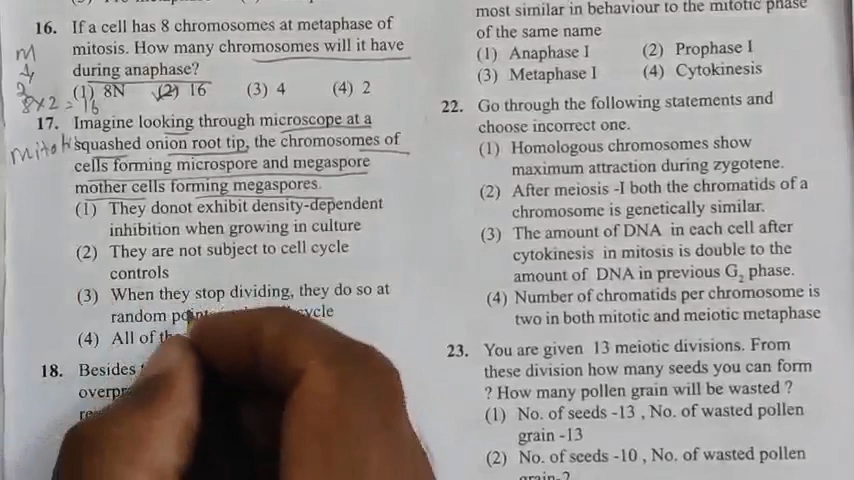 16. If a cell has 8 chromosomes at metaphase of
mitosis. How many chromosomes will it have
during anaphase?
(1) 8N (2) 16 (3) 4 (4) 2
8×2 = 16
17. Imagine looking through microscope at a
squashed onion root tip, the chromosomes of
cells forming microspore and megaspore
mother cells forming megaspores.
(1) They donot exhibit density-dependent
inhibition when growing in culture
(2) They are not subject to cell cycle
controls
(3) When they stop dividing, they do so at
random
(4) All of
18. Besides
most similar in behaviour to the mitotic phase
of the same name
(1) Anaphase I (2) Prophase I
(3) Metaphase I (4) Cytokinesis
22. Go through the following statements and
choose incorrect one.
(1) Homologous chromosomes show
maximum attraction during zygotene.
(2) After meiosis -I both the chromatids of a
chromosome is genetically similar.
(3) The amount of DNA in each cell after
cytokinesis in mitosis is double to the
amount of DNA in previous G₂ phase.
(4) Number of chromatids per chromosome is
two in both mitotic and meiotic metaphase
23. You are given 13 meiotic divisions. From
these division how many seeds you can form
? How many pollen grain will be wasted ?
(1) No. of seeds -13 , No. of wasted pollen
grain -13
(2) No. of seeds -10 , No. of wasted pollen